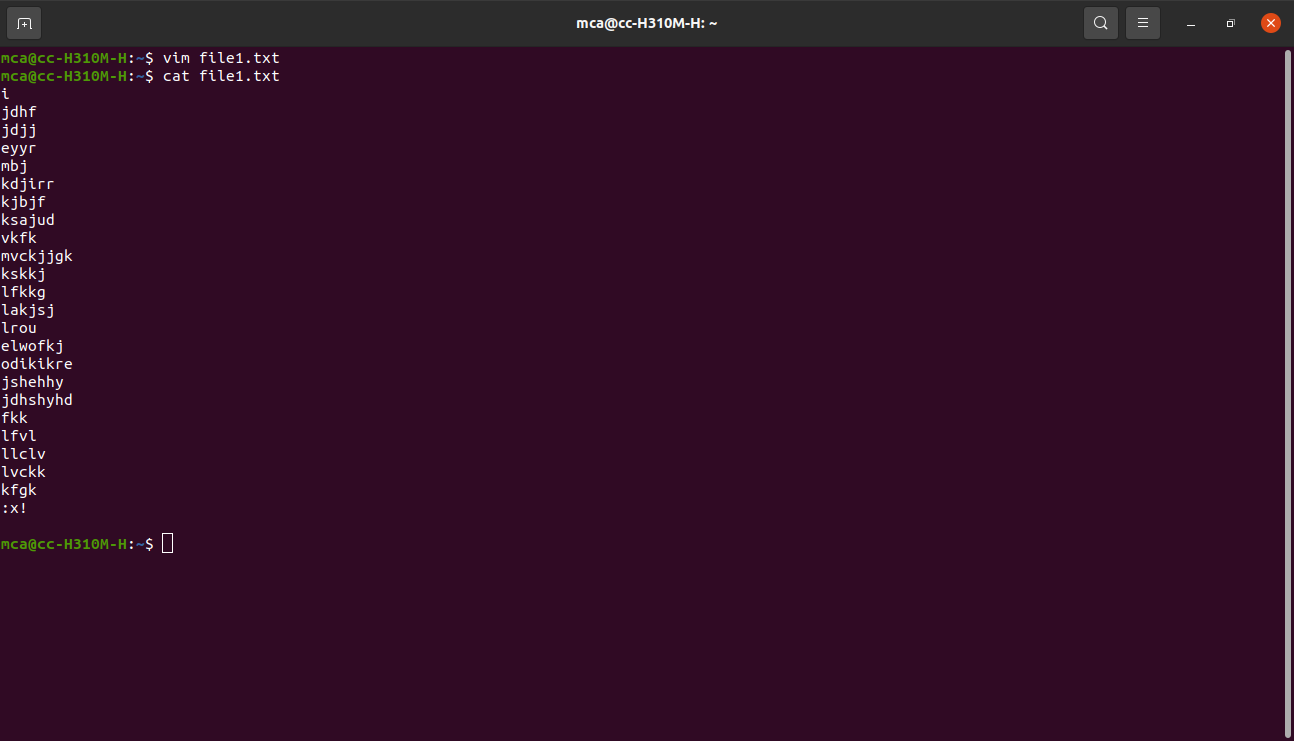 mca@cc-H310M-H: ~
mca@cc-H310M-H:~$ vim file1.txt
mca@cc-H310M-H:~$ cat file1.txt
i
jdhf
jdjj
eyyr
mbj
kdjirr
kjbjf
ksajud
vkfk
mvckjjgk
kskkj
lfkkg
lakjsj
lrou
elwofkj
odikikre
jshehhy
jdhshyhd
fkk
lfvl
llclv
lvckk
kfgk
:x!
mca@cc-H310M-H:~$